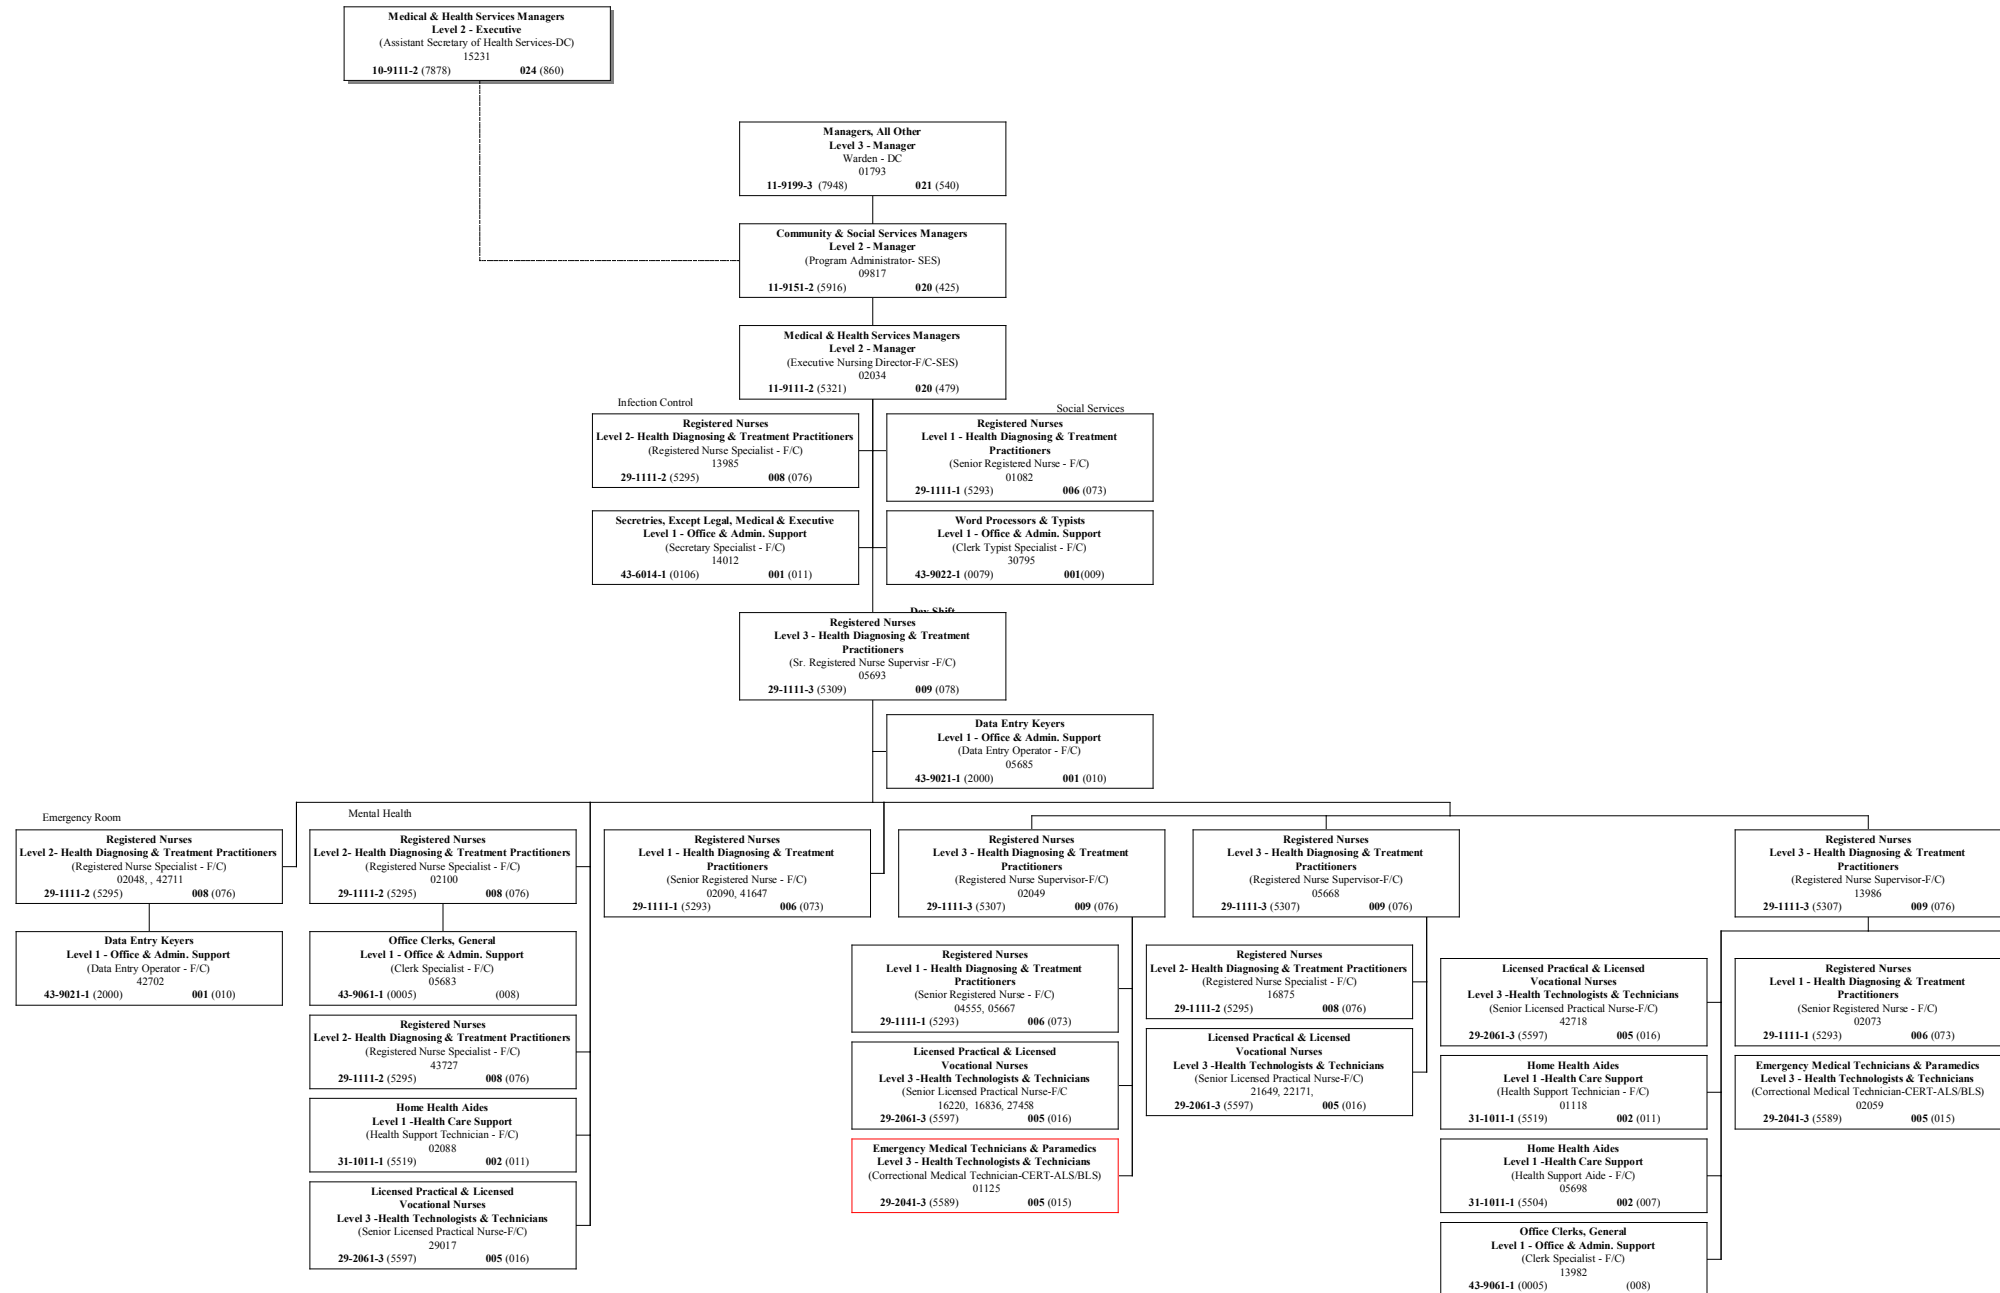 Medical & Health Services Managers
Level 2 - Executive
(Assistant Secretary of Health Services-DC)
15231
10-9111-2 (7878) 024 (860)
Managers, All Other
Level 3 - Manager
Warden - DC
01793
11-9199-3 (7948) 021 (540)
Community & Social Services Managers
Level 2 - Manager
(Program Administrator- SES)
09817
11-9151-2 (5916) 020 (425)
Medical & Health Services Managers
Level 2 - Manager
(Executive Nursing Director-F/C-SES)
02034
11-9111-2 (5321) 020 (479)
Infection Control
Registered Nurses
Level 2- Health Diagnosing & Treatment Practitioners
(Registered Nurse Specialist - F/C)
13985
29-1111-2 (5295) 008 (076)
Social Services
Registered Nurses
Level 1 - Health Diagnosing & Treatment
Practitioners
(Senior Registered Nurse - F/C)
01082
29-1111-1 (5293) 006 (073)
Secretries, Except Legal, Medical & Executive
Level 1 - Office & Admin. Support
(Secretary Specialist - F/C)
14012
43-6014-1 (0106) 001 (011)
Word Processors & Typists
Level 1 - Office & Admin. Support
(Clerk Typist Specialist - F/C)
30795
43-9022-1 (0079) 001(009)
Day Shift
Registered Nurses
Level 3 - Health Diagnosing & Treatment
Practitioners
(Sr. Registered Nurse Supervisr -F/C)
05693
29-1111-3 (5309) 009 (078)
Data Entry Keyers
Level 1 - Office & Admin. Support
(Data Entry Operator - F/C)
05685
43-9021-1 (2000) 001 (010)
Emergency Room
Registered Nurses
Level 2- Health Diagnosing & Treatment Practitioners
(Registered Nurse Specialist - F/C)
02048, , 42711
29-1111-2 (5295) 008 (076)
Data Entry Keyers
Level 1 - Office & Admin. Support
(Data Entry Operator - F/C)
42702
43-9021-1 (2000) 001 (010)
Mental Health
Registered Nurses
Level 2- Health Diagnosing & Treatment Practitioners
(Registered Nurse Specialist - F/C)
02100
29-1111-2 (5295) 008 (076)
Office Clerks, General
Level 1 - Office & Admin. Support
(Clerk Specialist - F/C)
05683
43-9061-1 (0005) (008)
Registered Nurses
Level 2- Health Diagnosing & Treatment Practitioners
(Registered Nurse Specialist - F/C)
43727
29-1111-2 (5295) 008 (076)
Home Health Aides
Level 1 -Health Care Support
(Health Support Technician - F/C)
02088
31-1011-1 (5519) 002 (011)
Licensed Practical & Licensed
Vocational Nurses
Level 3 -Health Technologists & Technicians
(Senior Licensed Practical Nurse-F/C)
29017
29-2061-3 (5597) 005 (016)
Registered Nurses
Level 1 - Health Diagnosing & Treatment
Practitioners
(Senior Registered Nurse - F/C)
02090, 41647
29-1111-1 (5293) 006 (073)
Registered Nurses
Level 3 - Health Diagnosing & Treatment
Practitioners
(Registered Nurse Supervisor-F/C)
02049
29-1111-3 (5307) 009 (076)
Registered Nurses
Level 1 - Health Diagnosing & Treatment
Practitioners
(Senior Registered Nurse - F/C)
04555, 05667
29-1111-1 (5293) 006 (073)
Licensed Practical & Licensed
Vocational Nurses
Level 3 -Health Technologists & Technicians
(Senior Licensed Practical Nurse-F/C
16220, 16836, 27458
29-2061-3 (5597) 005 (016)
Emergency Medical Technicians & Paramedics
Level 3 - Health Technologists & Technicians
(Correctional Medical Technician-CERT-ALS/BLS)
01125
29-2041-3 (5589) 005 (015)
Registered Nurses
Level 3 - Health Diagnosing & Treatment
Practitioners
(Registered Nurse Supervisor-F/C)
05668
29-1111-3 (5307) 009 (076)
Registered Nurses
Level 2- Health Diagnosing & Treatment Practitioners
(Registered Nurse Specialist - F/C)
16875
29-1111-2 (5295) 008 (076)
Licensed Practical & Licensed
Vocational Nurses
Level 3 -Health Technologists & Technicians
(Senior Licensed Practical Nurse-F/C)
21649, 22171,
29-2061-3 (5597) 005 (016)
Registered Nurses
Level 3 - Health Diagnosing & Treatment
Practitioners
(Registered Nurse Supervisor-F/C)
13986
29-1111-3 (5307) 009 (076)
Licensed Practical & Licensed
Vocational Nurses
Level 3 -Health Technologists & Technicians
(Senior Licensed Practical Nurse-F/C)
42718
29-2061-3 (5597) 005 (016)
Home Health Aides
Level 1 -Health Care Support
(Health Support Technician - F/C)
01118
31-1011-1 (5519) 002 (011)
Home Health Aides
Level 1 -Health Care Support
(Health Support Aide - F/C)
05698
31-1011-1 (5504) 002 (007)
Office Clerks, General
Level 1 - Office & Admin. Support
(Clerk Specialist - F/C)
13982
43-9061-1 (0005) (008)
Registered Nurses
Level 1 - Health Diagnosing & Treatment
Practitioners
(Senior Registered Nurse - F/C)
02073
29-1111-1 (5293) 006 (073)
Emergency Medical Technicians & Paramedics
Level 3 - Health Technologists & Technicians
(Correctional Medical Technician-CERT-ALS/BLS)
02059
29-2041-3 (5589) 005 (015)